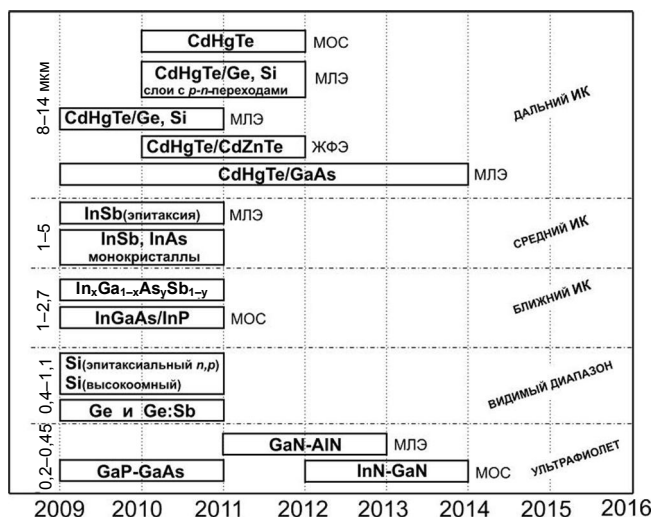 CdHgTe МОС
CdHgTe/Ge, Si
слои с p-n-переходами МЛЭ
CdHgTe/Ge, Si МЛЭ
CdHgTe/CdZnTe ЖФЭ
CdHgTe/GaAs МЛЭ
8–14 мкм
ДАЛЬНИЙ ИК
InSb(эпитаксия) МЛЭ
InSb, InAs
монокристаллы
1–5
СРЕДНИЙ ИК
InₓGa₁₋ₓAsᵧSb₁₋ᵧ
InGaAs/InP МОС
1–2,7
БЛИЖНИЙ ИК
Si(эпитаксиальный n,p)
Si(высокоомный)
Ge и Ge:Sb
0,4–1,1
ВИДИМЫЙ ДИАПАЗОН
GaN-AlN МЛЭ
GaP-GaAs InN-GaN МОС
0,2–0,45
УЛЬТРАФИОЛЕТ
2009 2010 2011 2012 2013 2014 2015 2016